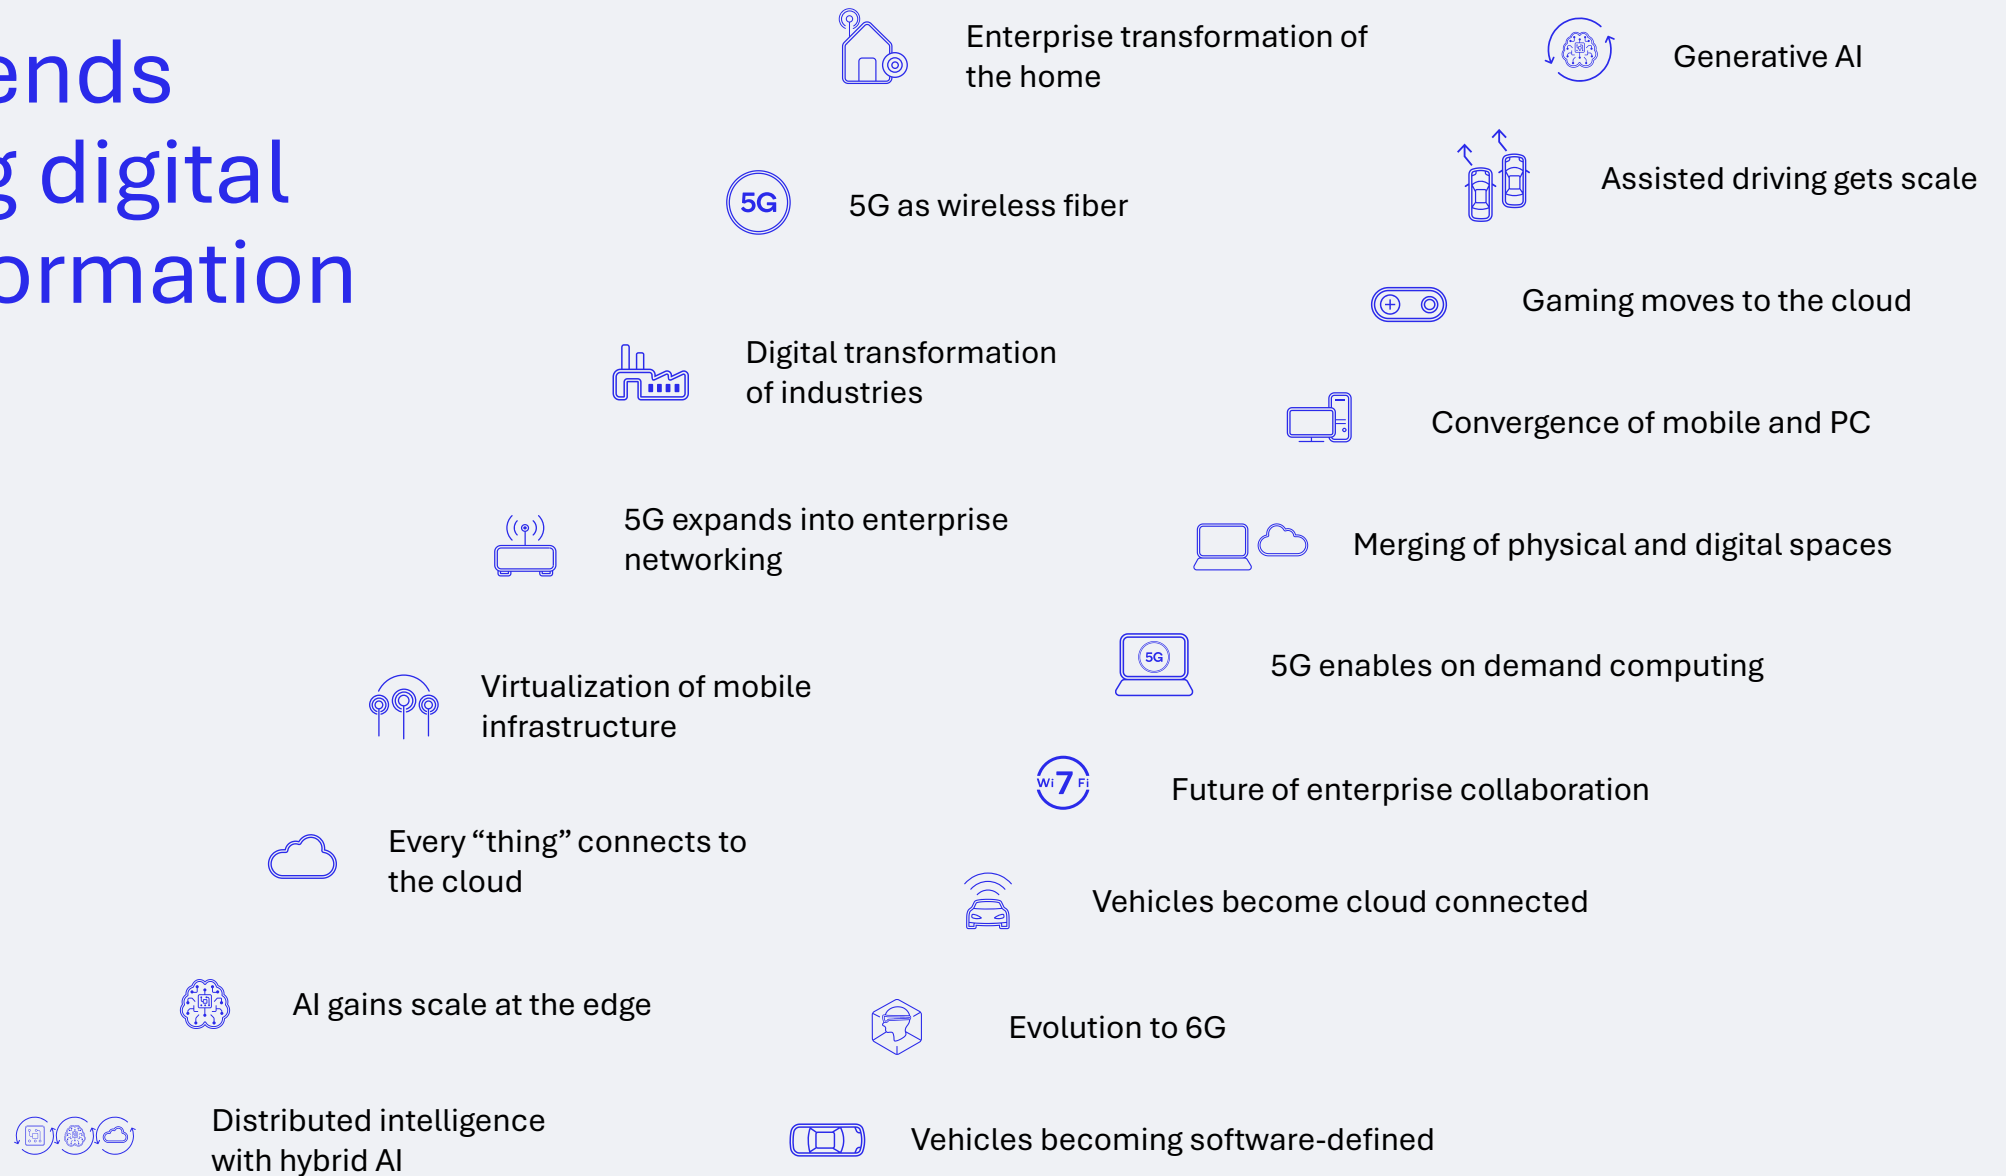 ends
g digital
ormation
Enterprise transformation of
the home
5G
5G as wireless fiber
Digital transformation
of industries
5G expands into enterprise
networking
Virtualization of mobile
infrastructure
Every “thing” connects to
the cloud
AI gains scale at the edge
Distributed intelligence
with hybrid AI
Generative AI
Assisted driving gets scale
Gaming moves to the cloud
Convergence of mobile and PC
Merging of physical and digital spaces
5G
5G enables on demand computing
Wi 7 Fi
Future of enterprise collaboration
Vehicles become cloud connected
Evolution to 6G
Vehicles becoming software-defined